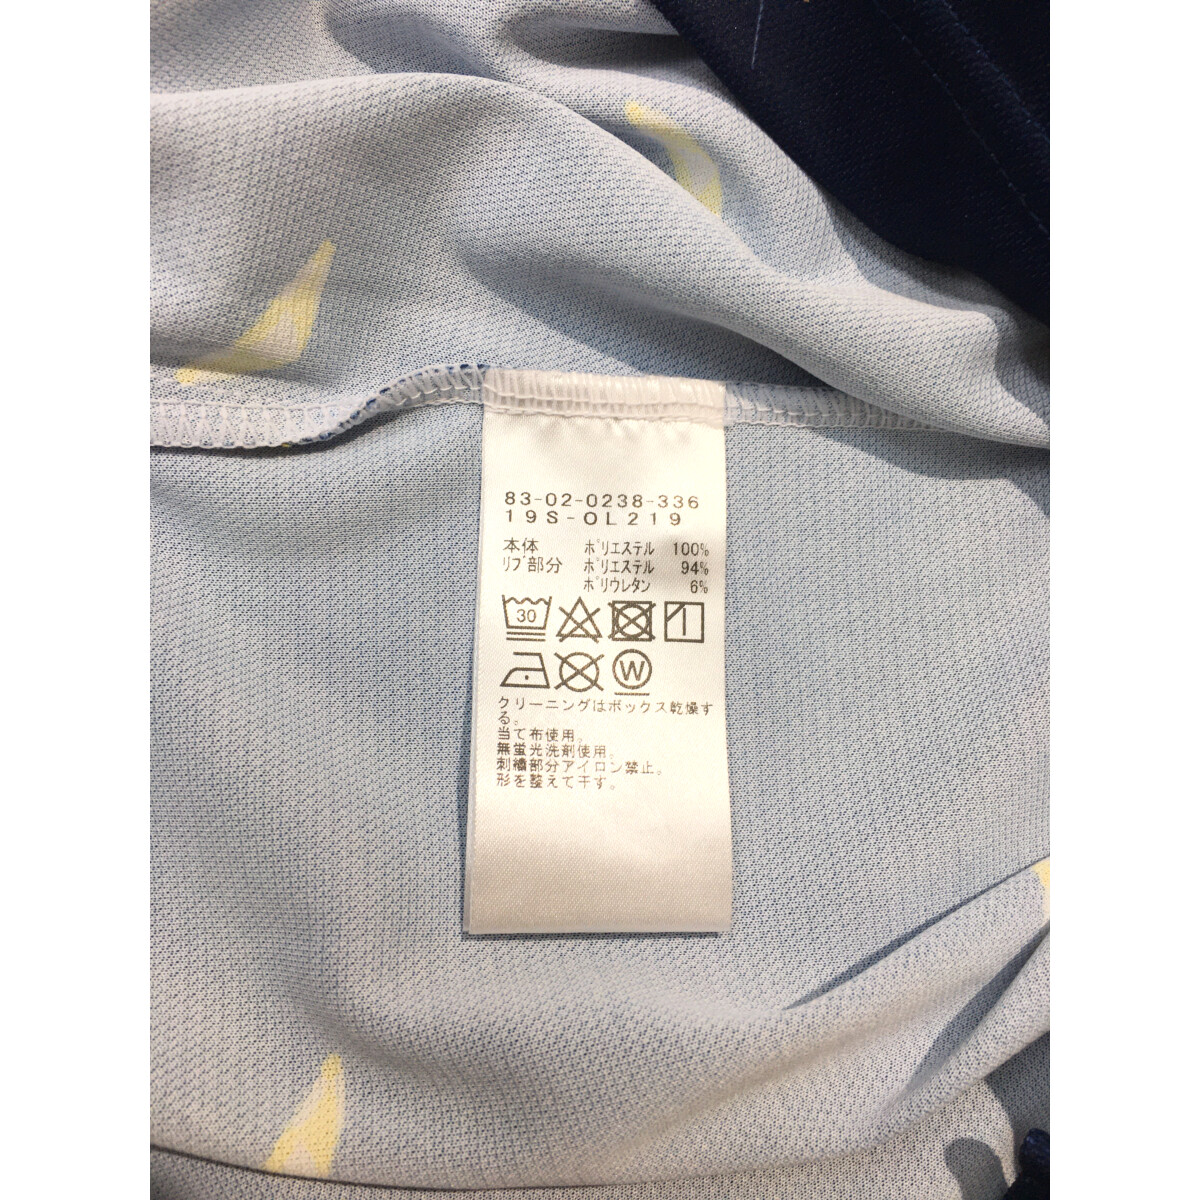 83-02-0238-336
19S-OL219
本体 ポリエステル 100%
リブ部分 ポリエステル 94%
ポリウレタン 6%
30
W
クリーニングはボックス乾燥す
る。
当て布使用。
無蛍光洗剤使用。
刺繍部分アイロン禁止。
形を整えて干す。